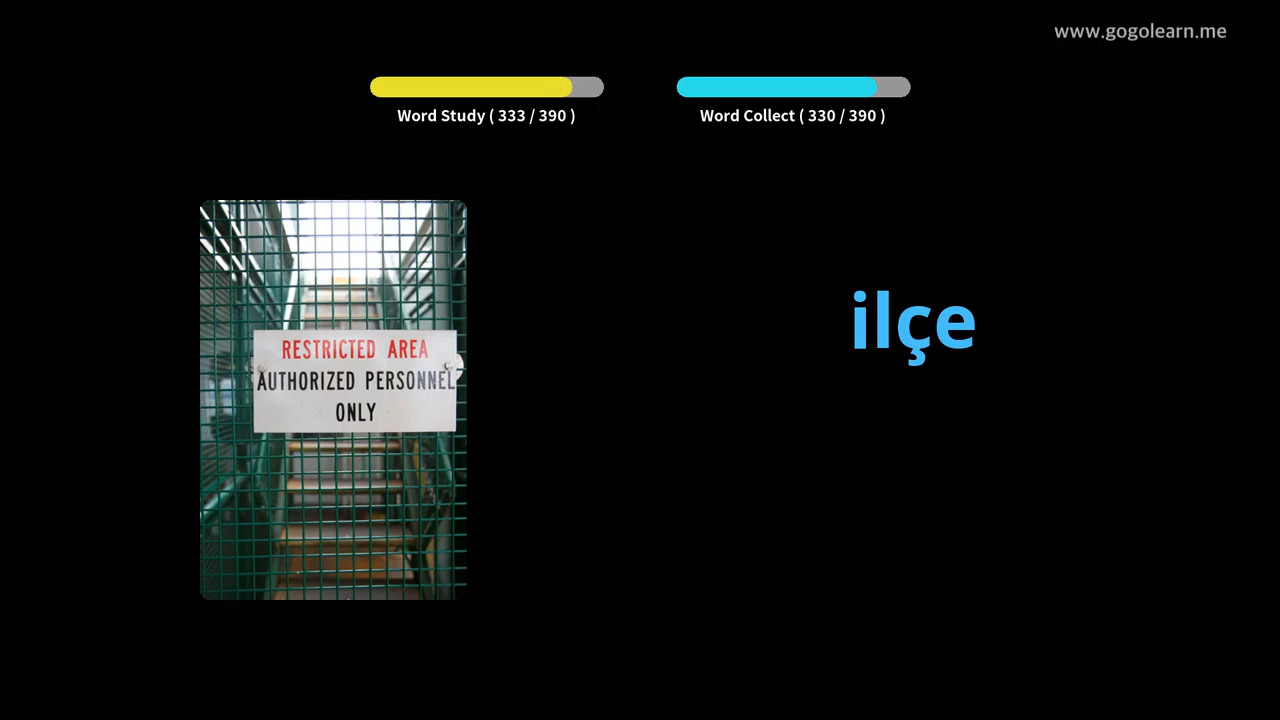 www.gogolearn.me
Word Study ( 333 / 390 )
Word Collect ( 330 / 390 )
RESTRICTED AREA
AUTHORIZED PERSONNEL
ONLY
ilçe